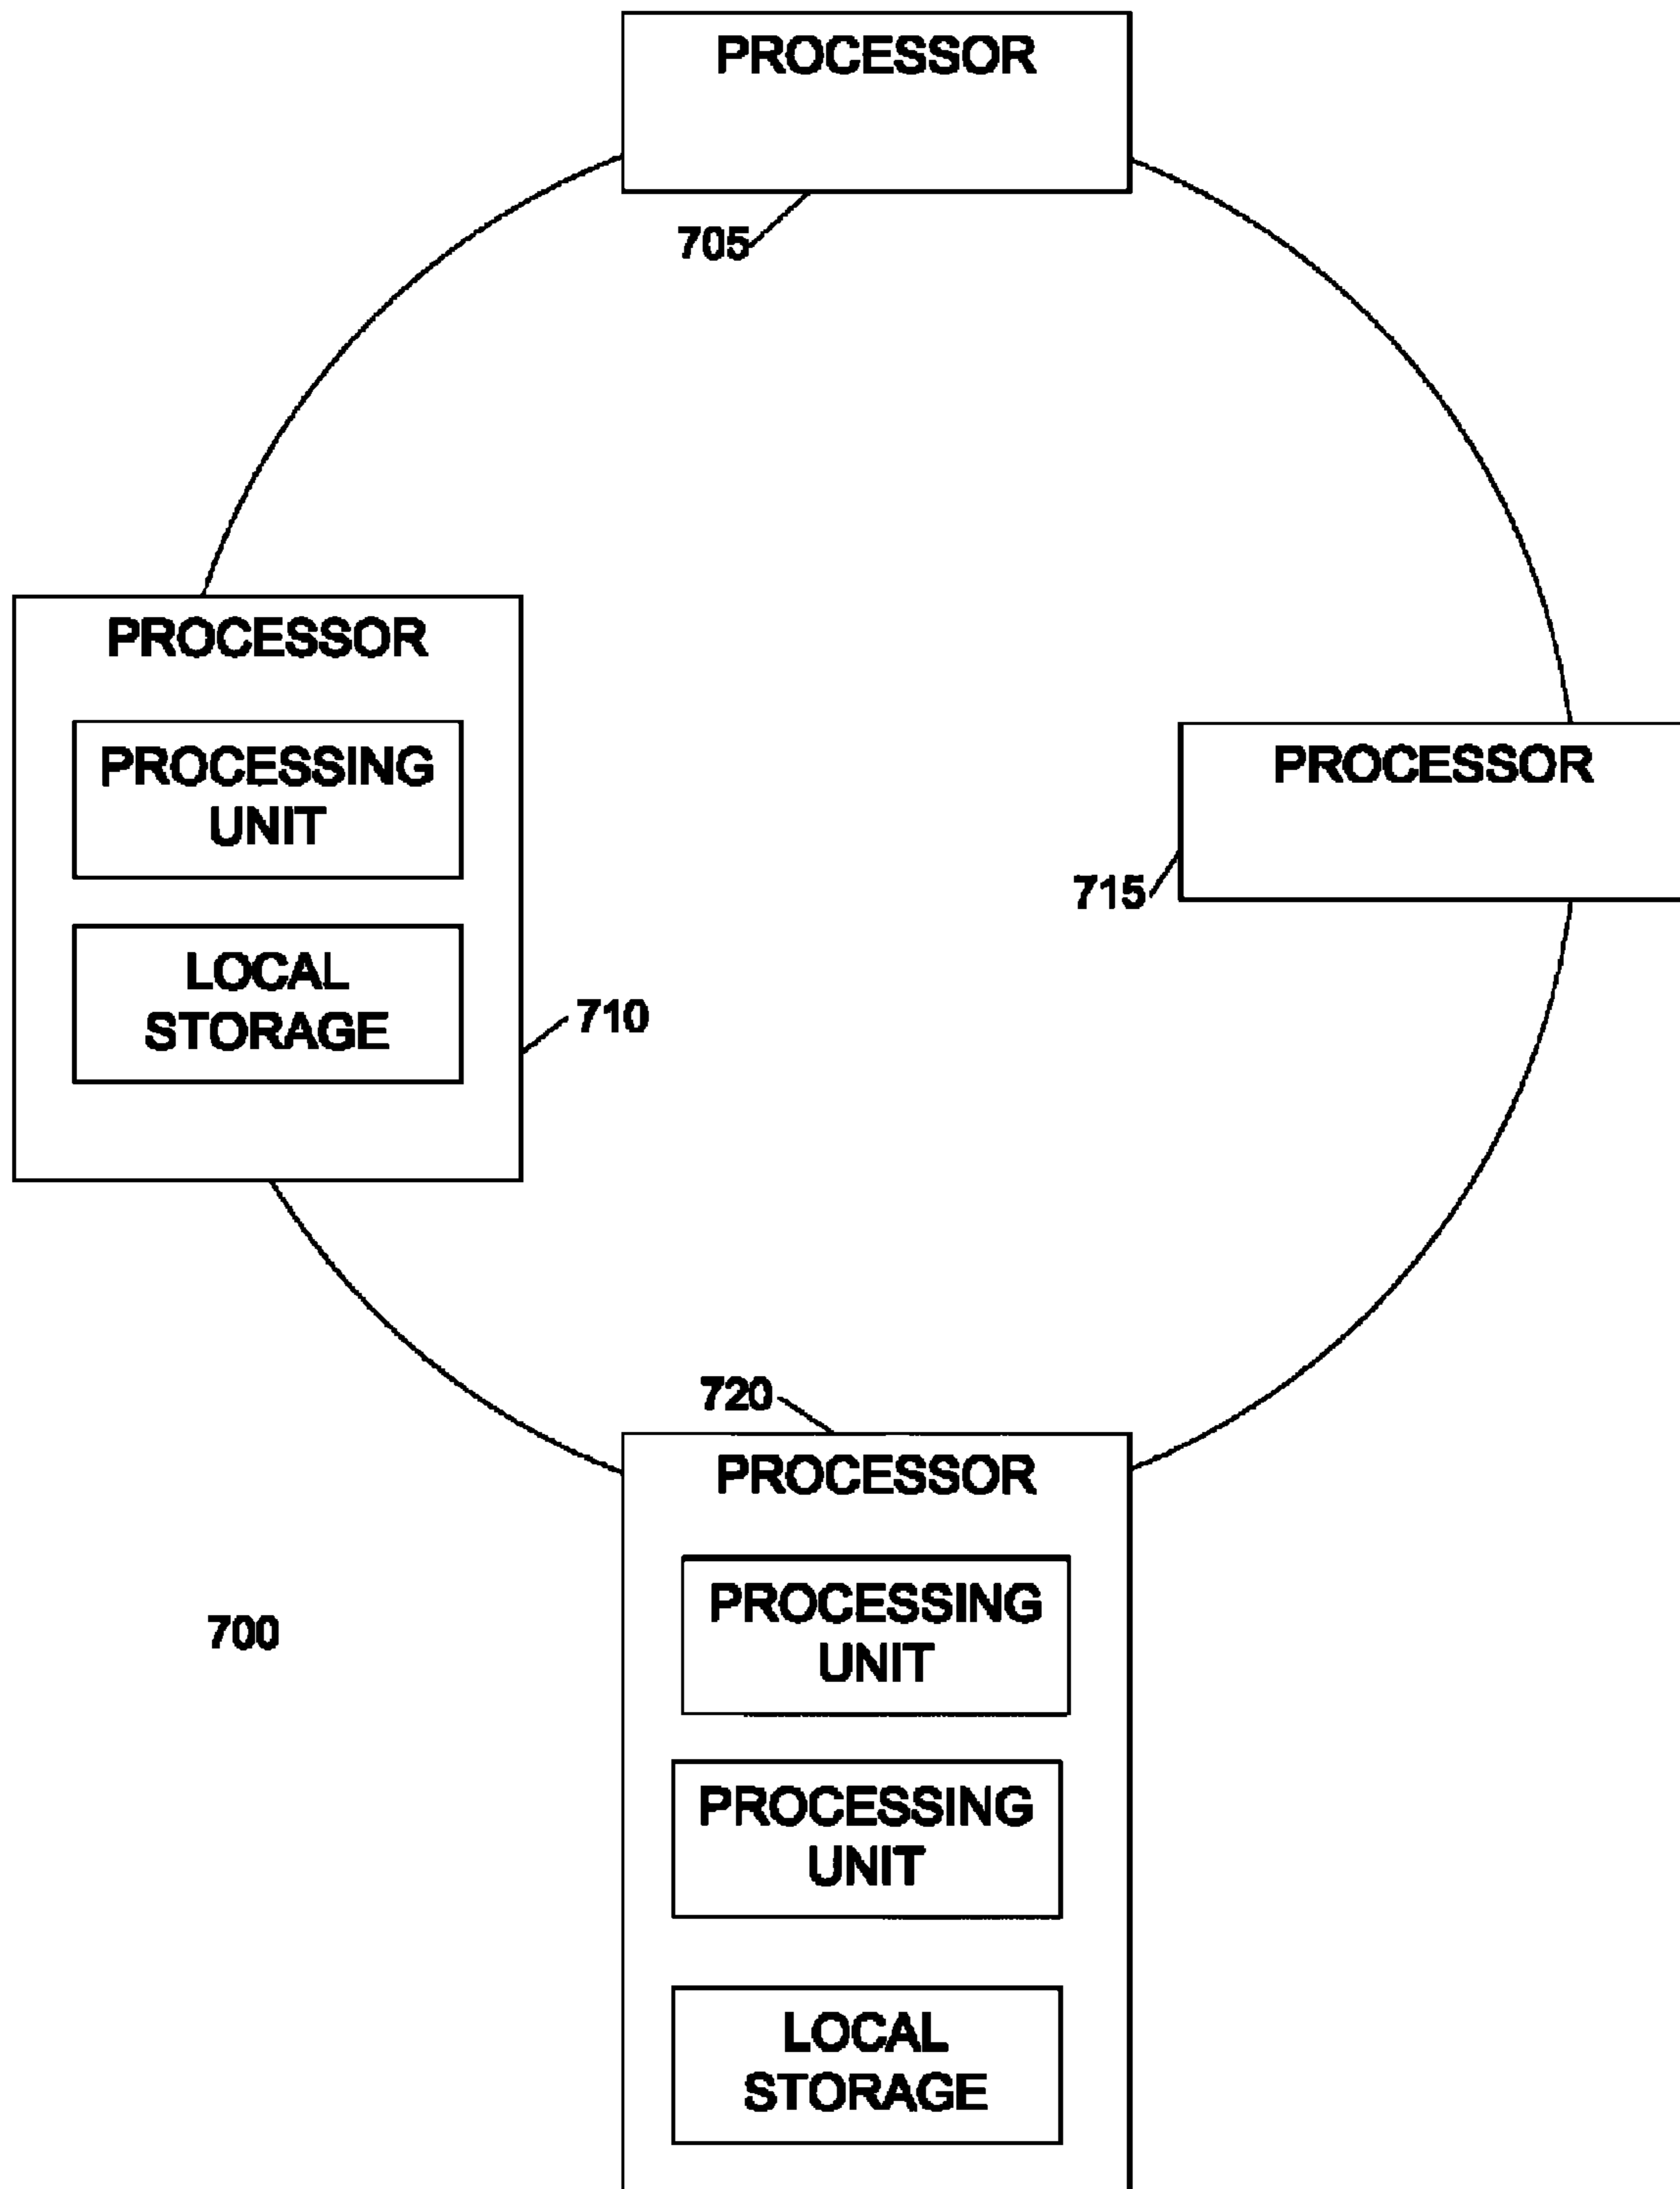 PROCESSOR
705
PROCESSOR
PROCESSING
UNIT
LOCAL
STORAGE
710
PROCESSOR
715
720
PROCESSOR
PROCESSING
UNIT
PROCESSING
UNIT
LOCAL
STORAGE
700